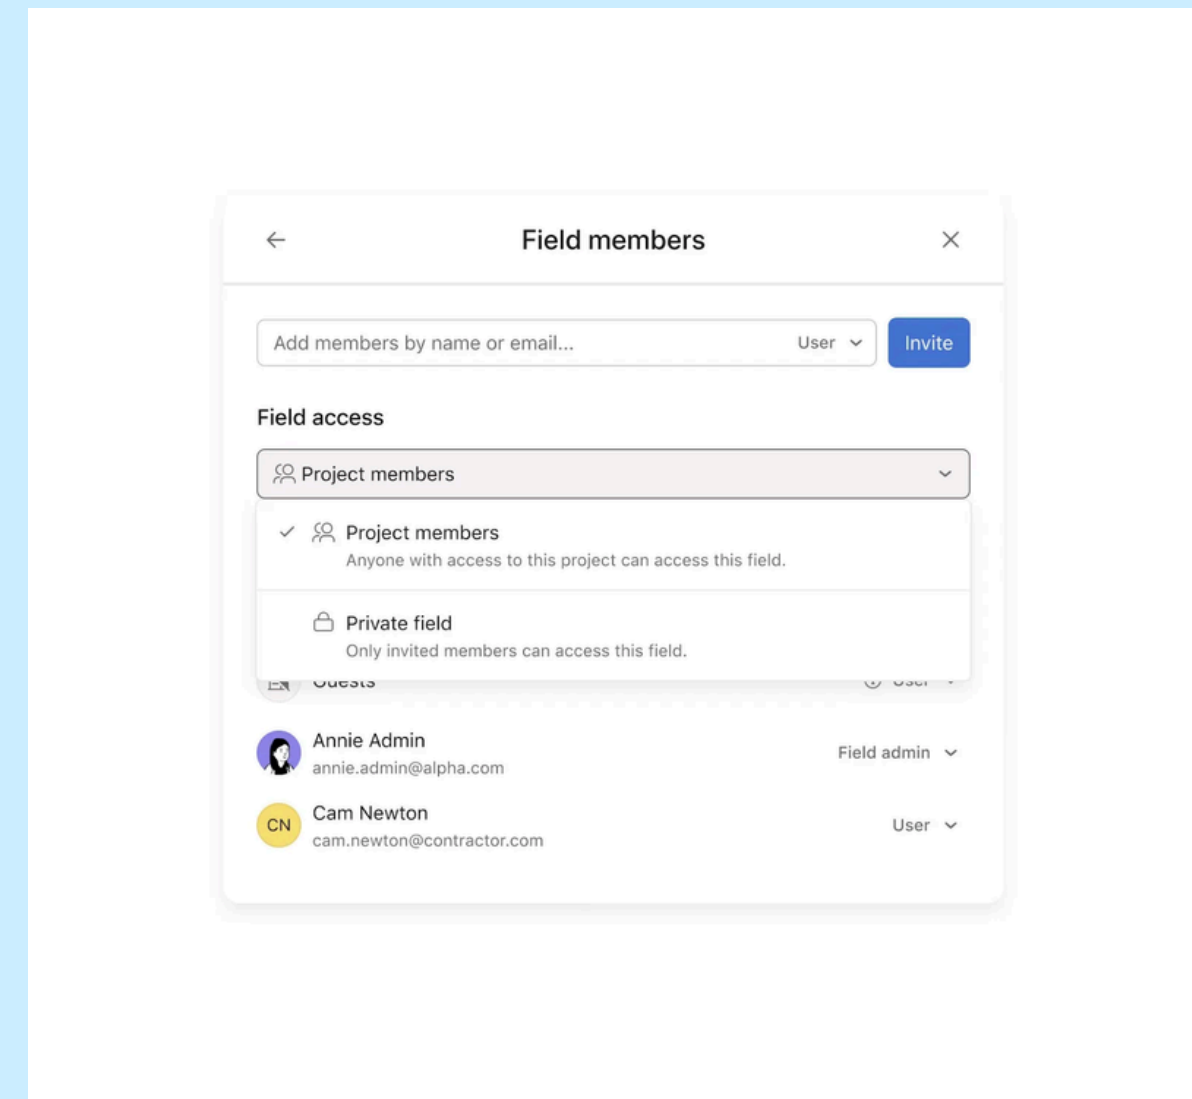 Field members
Add members by name or email... User Invite
Field access
Project members
Project members
Anyone with access to this project can access this field.
Private field
Only invited members can access this field.
Guests User
Annie Admin
annie.admin@alpha.com
Field admin
CN
Cam Newton
cam.newton@contractor.com
User